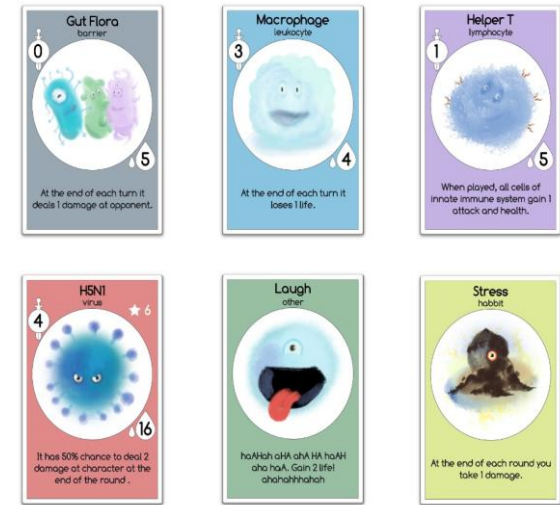 Gut Flora
barrier
0
5
At the end of each turn it
deals 1 damage at opponent.
Macrophage
leukocyte
3
4
At the end of each turn it
loses 1 life.
Helper T
lymphocyte
1
5
When played, all cells of
innate immune system gain 1
attack and health.
H5N1
virus
4
6
16
It has 50% chance to deal 2
damage at character at the
end of the round .
Laugh
other
haAHah aHA ahA HA haAH
aha haA. Gain 2 life!
ahahahhhahah
Stress
habbit
At the end of each round you
take 1 damage.